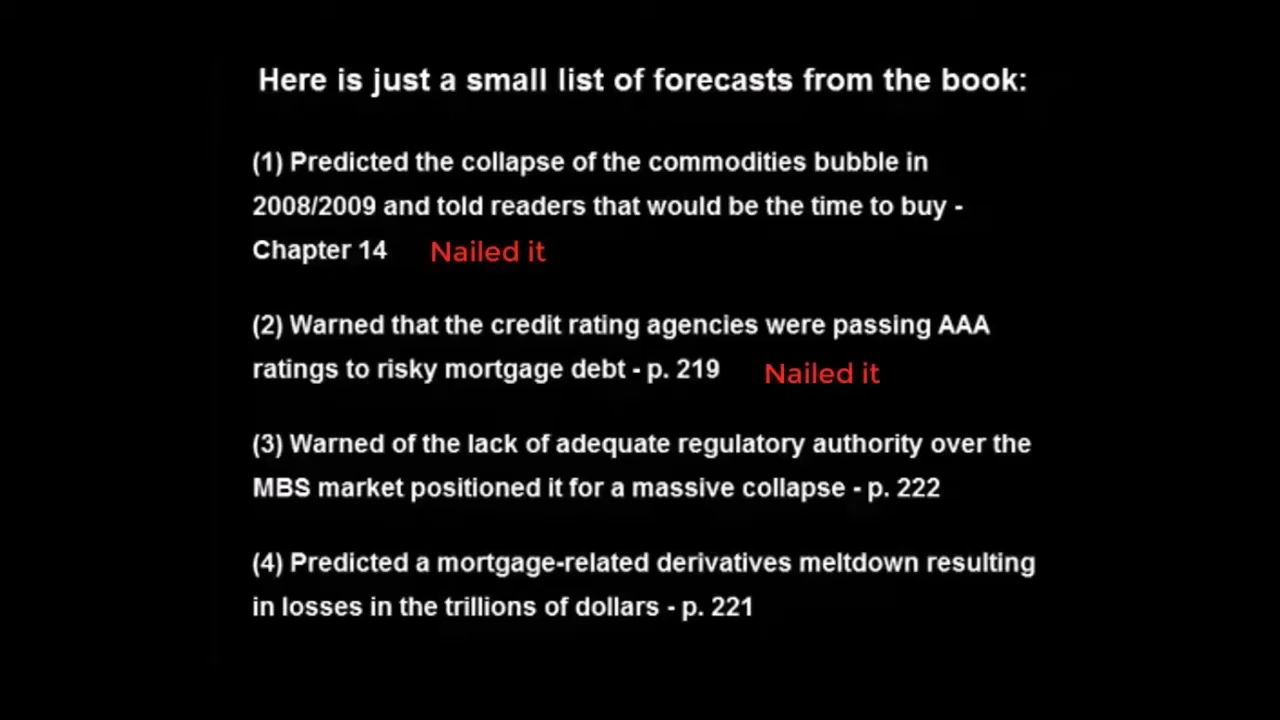 Here is just a small list of forecasts from the book:
(1) Predicted the collapse of the commodities bubble in
2008/2009 and told readers that would be the time to buy -
Chapter 14 Nailed it
(2) Warned that the credit rating agencies were passing AAA
ratings to risky mortgage debt - p. 219 Nailed it
(3) Warned of the lack of adequate regulatory authority over the
MBS market positioned it for a massive collapse - p. 222
(4) Predicted a mortgage-related derivatives meltdown resulting
in losses in the trillions of dollars - p. 221